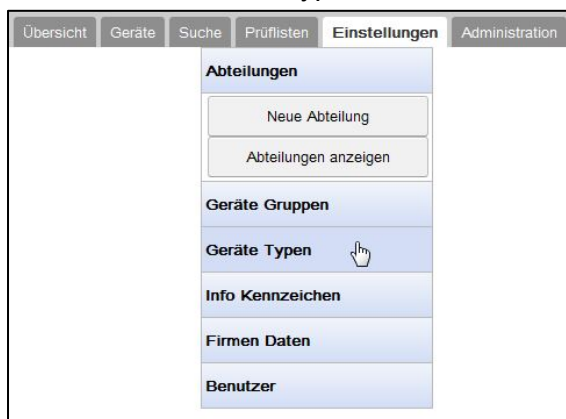 Übersicht Geräte Suche Prüflisten Einstellungen Administration
Abteilungen
Neue Abteilung
Abteilungen anzeigen
Geräte Gruppen
Geräte Typen
Info Kennzeichen
Firmen Daten
Benutzer